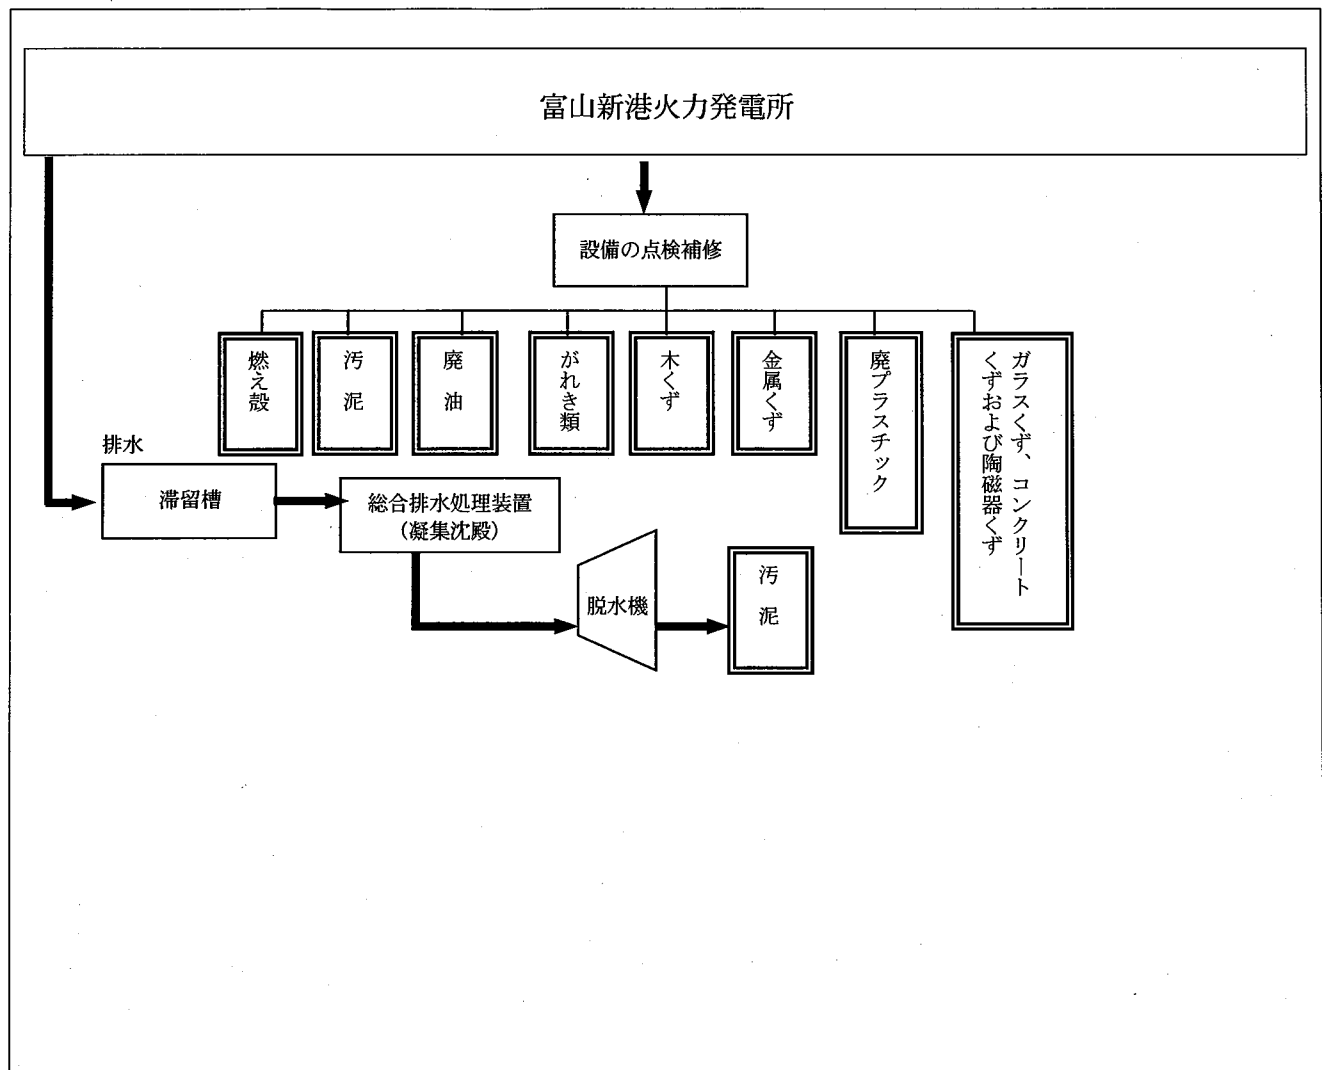 富山新港火力発電所
設備の点検補修
燃え殻
汚泥
廃油
がれき類
木くず
金属くず
廃プラスチック
ガラスくず、コンクリート
くずおよび陶磁器くず
排水
滞留槽
総合排水処理装置
（凝集沈殿）
脱水機
汚泥